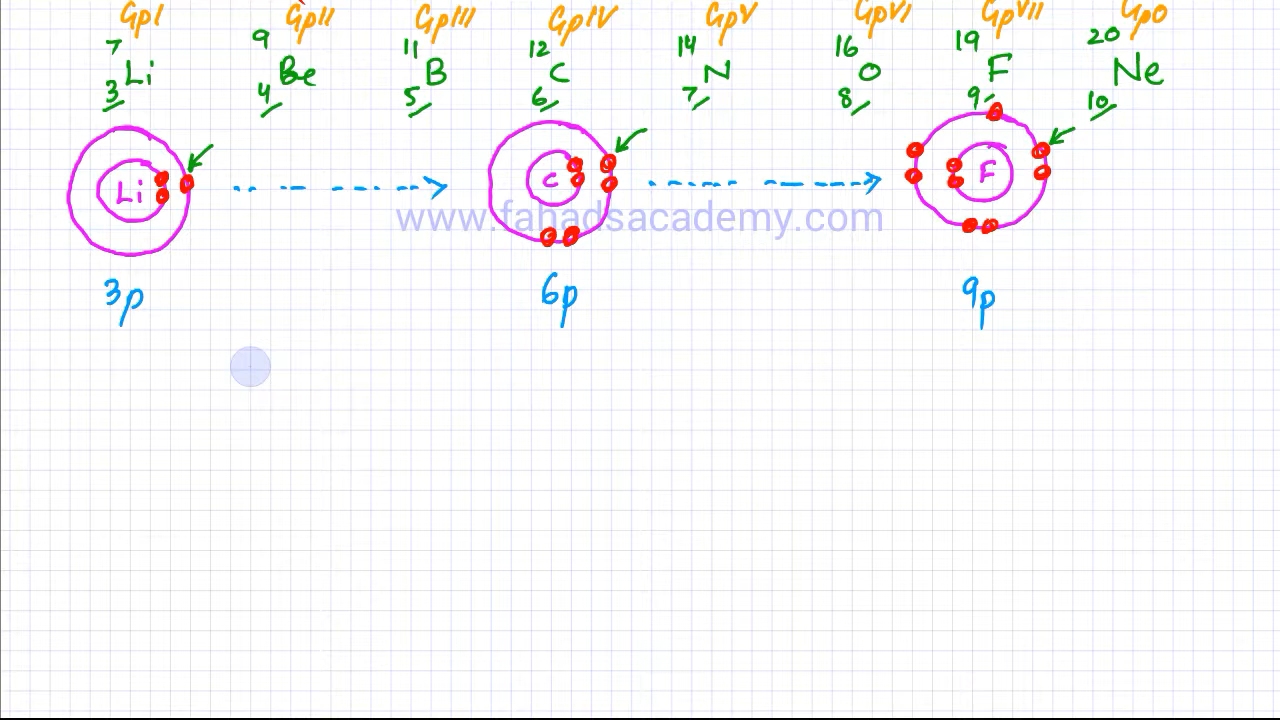 GpI GpII GpIII GpIV GpV GpVI GpVII Gp0
7 9 11 12 14 16 19 20
Li Be B C N O F Ne
3 4 5 6 7 8 9 10
Li C F
www.fahadsacademy.com
3p 6p 9p